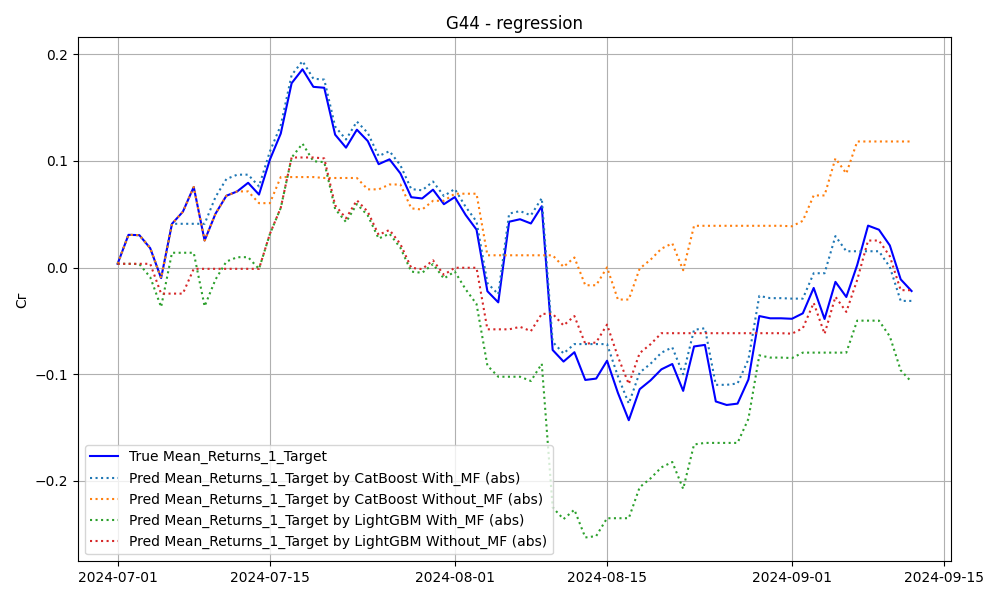 G44 - regression
0.2
0.1
0.0
−0.1
−0.2
Cr
True Mean_Returns_1_Target
Pred Mean_Returns_1_Target by CatBoost With_MF (abs)
Pred Mean_Returns_1_Target by CatBoost Without_MF (abs)
Pred Mean_Returns_1_Target by LightGBM With_MF (abs)
Pred Mean_Returns_1_Target by LightGBM Without_MF (abs)
2024-07-01
2024-07-15
2024-08-01
2024-08-15
2024-09-01
2024-09-15